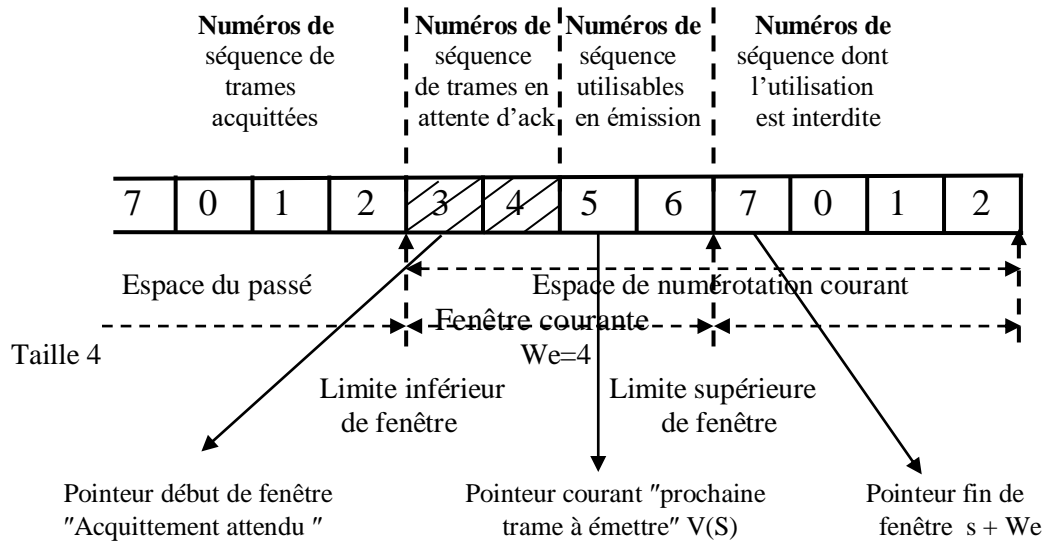 Numéros de
séquence de
trames
acquittées
Numéros de
séquence
de trames en
attente d’ack
Numéros de
séquence
utilisables
en émission
Numéros de
séquence dont
l’utilisation
est interdite
7 0 1 2 3 4 5 6 7 0 1 2
Espace du passé
Espace de numérotation courant
Fenêtre courante
Taille 4
We=4
Limite inférieur
de fenêtre
Limite supérieure
de fenêtre
Pointeur début de fenêtre
"Acquittement attendu "
Pointeur courant "prochaine
trame à émettre" V(S)
Pointeur fin de
fenêtre s + We